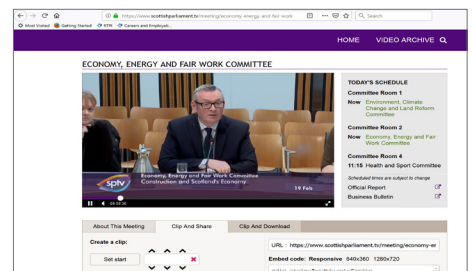 https://www.scottishparliament.tv/meeting/economy-energy-and-fair-work
Search
Most Visited Getting Started RTR Careers and Employab...
HOME VIDEO ARCHIVE
ECONOMY, ENERGY AND FAIR WORK COMMITTEE
TODAY'S SCHEDULE
Committee Room 1
Now Environment, Climate
Change and Land Reform
Committee
Committee Room 2
Now Economy, Energy and Fair
Work Committee
Committee Room 4
11:15 Health and Sport Committee
Scheduled times are subject to change
Official Report
Business Bulletin
sptv
Economy, Energy and Fair Work Committee
Construction and Scotland's Economy
19 Feb
About This Meeting Clip And Share Clip And Download
Create a clip:
Set start
URL : https://www.scottishparliament.tv/meeting/economy-er
Embed code: Responsive 640x360 1280x720